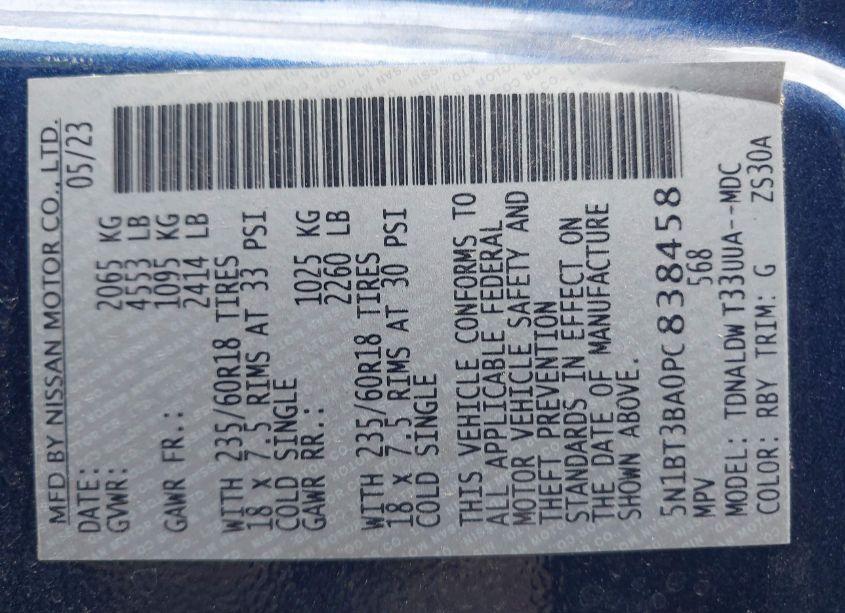 MFD BY NISSAN MOTOR CO., LTD.
DATE: 05/23
GVWR: 2065 KG
4553 LB
GAWR FR.: 1095 KG
2414 LB
WITH 235/60R18 TIRES
18 X 7.5 RIMS AT 33 PSI
COLD SINGLE
GAWR RR.: 1025 KG
2260 LB
WITH 235/60R18 TIRES
18 X 7.5 RIMS AT 30 PSI
COLD SINGLE
THIS VEHICLE CONFORMS TO
ALL APPLICABLE FEDERAL
MOTOR VEHICLE SAFETY AND
THEFT PREVENTION
STANDARDS IN EFFECT ON
THE DATE OF MANUFACTURE
SHOWN ABOVE.
5N1BT3BA0PC838458
MPV 568
MODEL: TDNALDW T33UUA--MDC
COLOR: RBY TRIM: G ZS30A